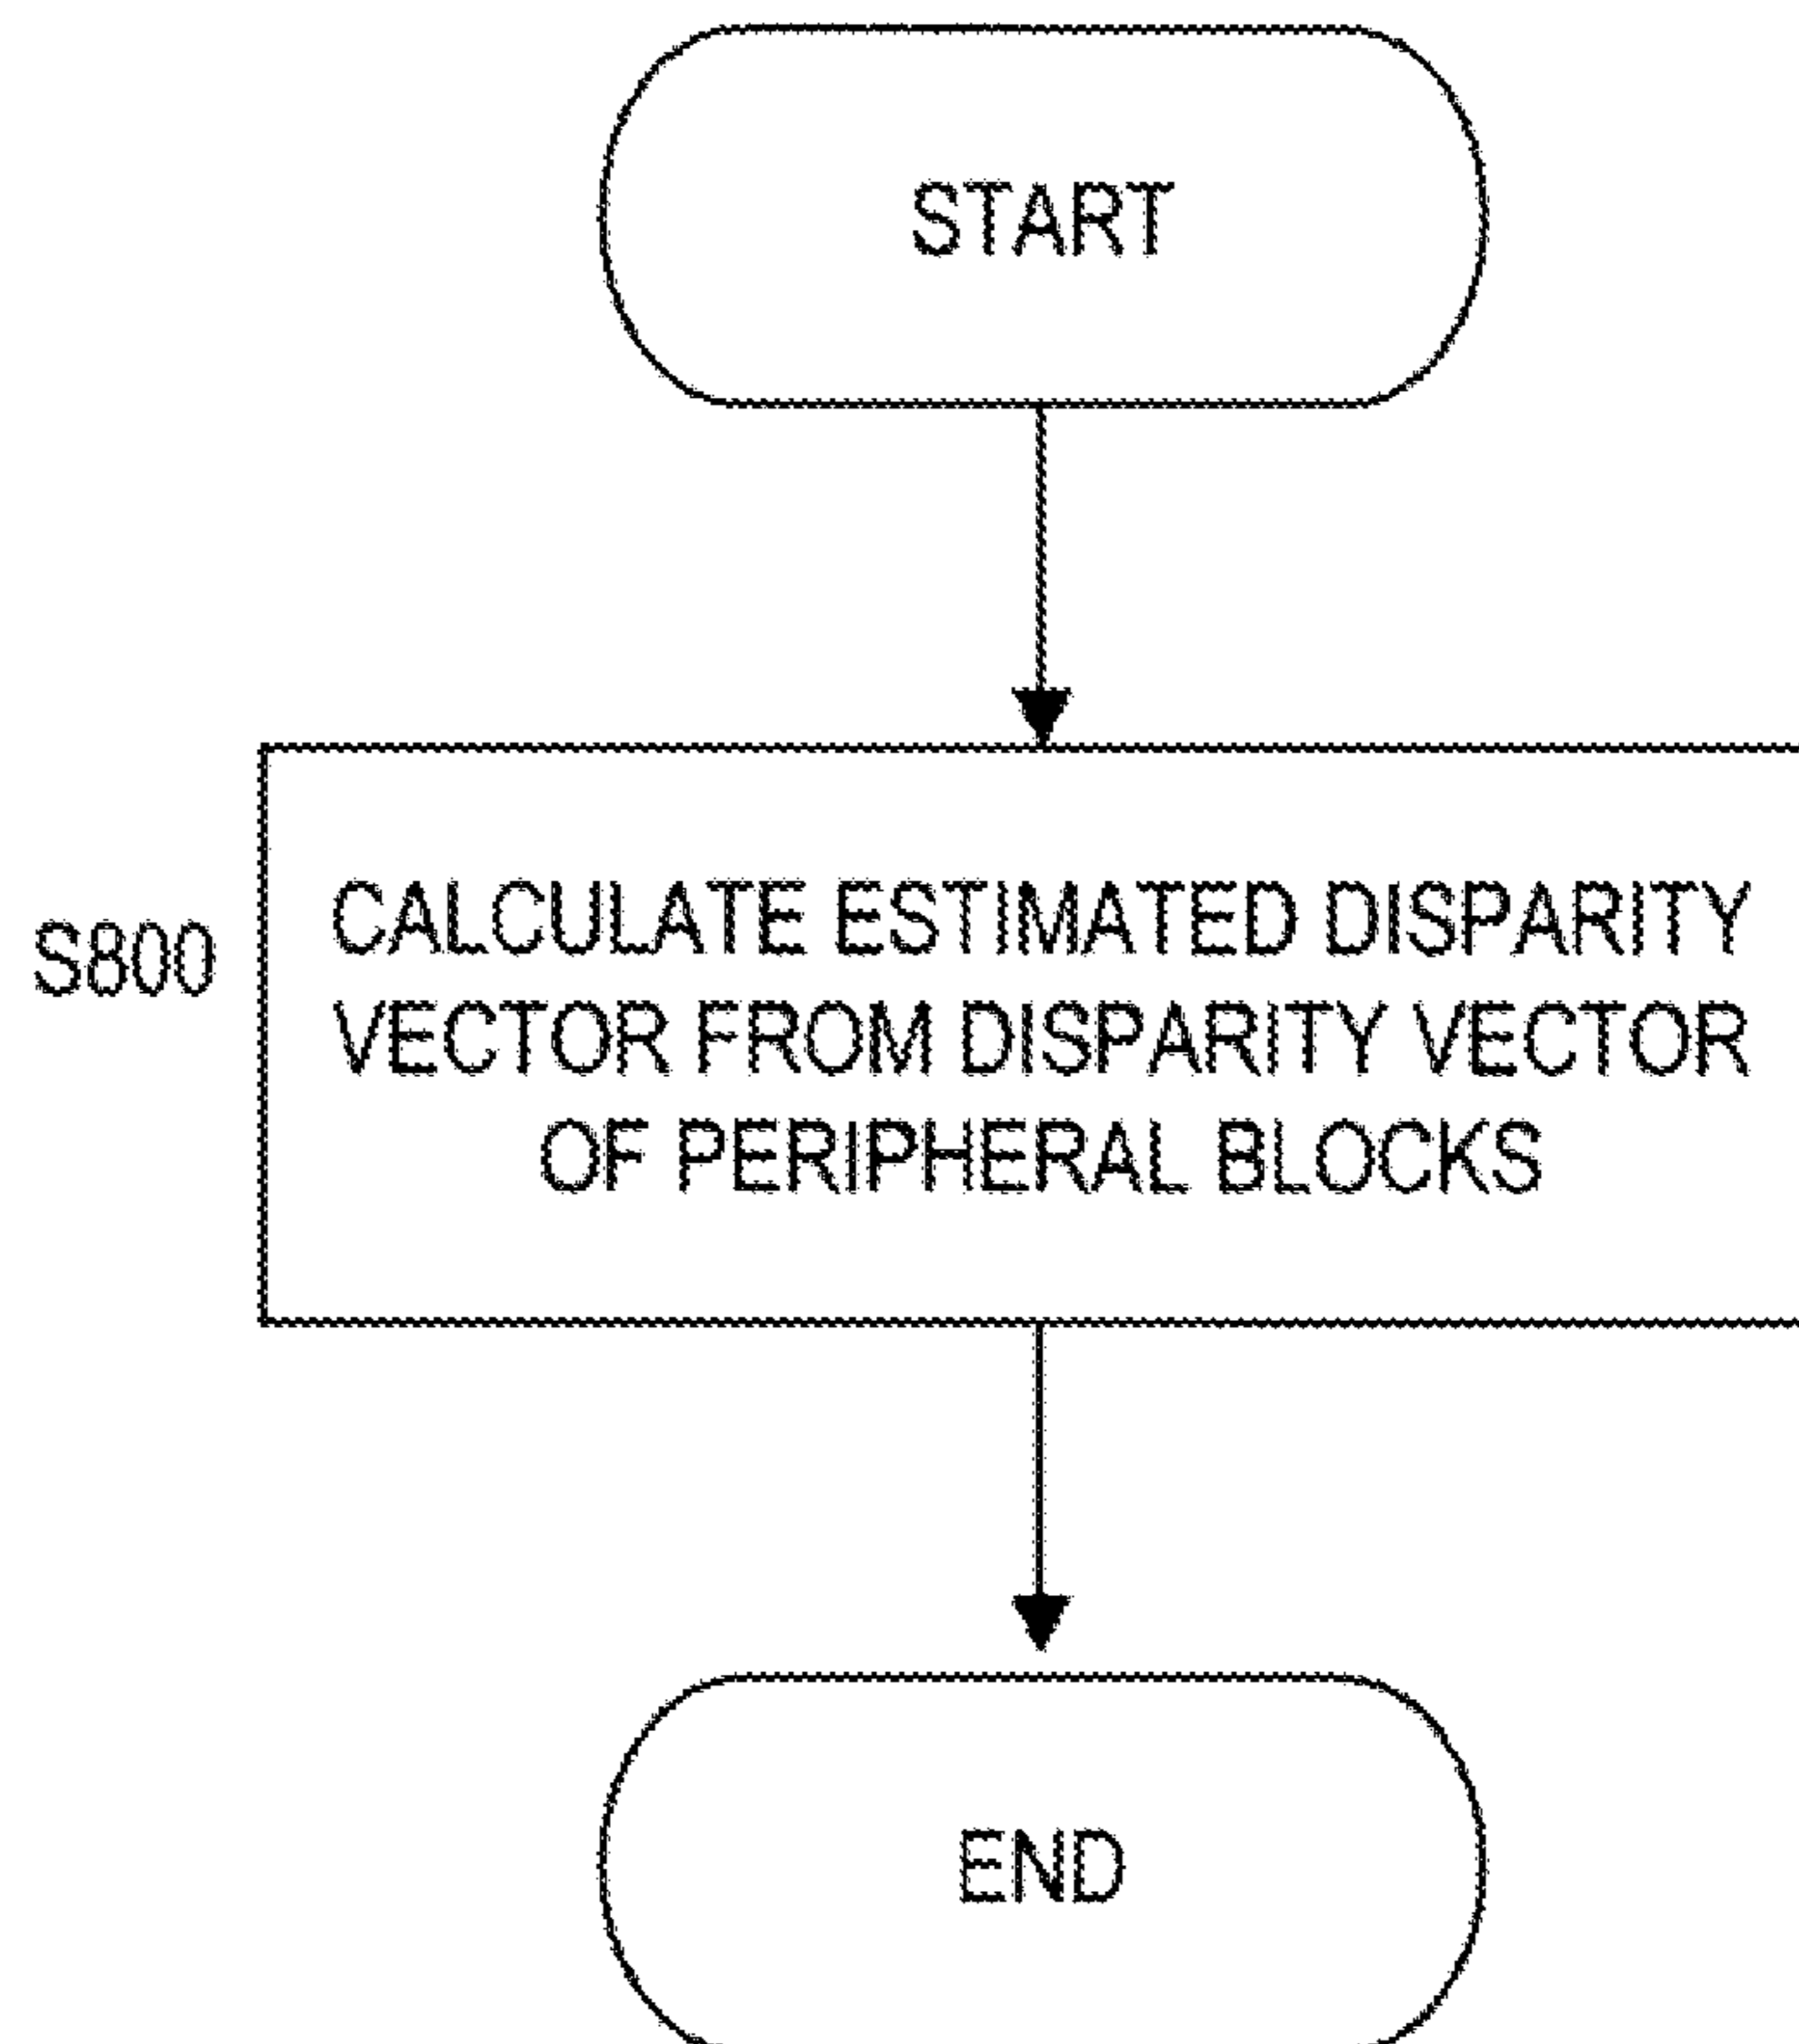 START
S800
CALCULATE ESTIMATED DISPARITY
VECTOR FROM DISPARITY VECTOR
OF PERIPHERAL BLOCKS
END